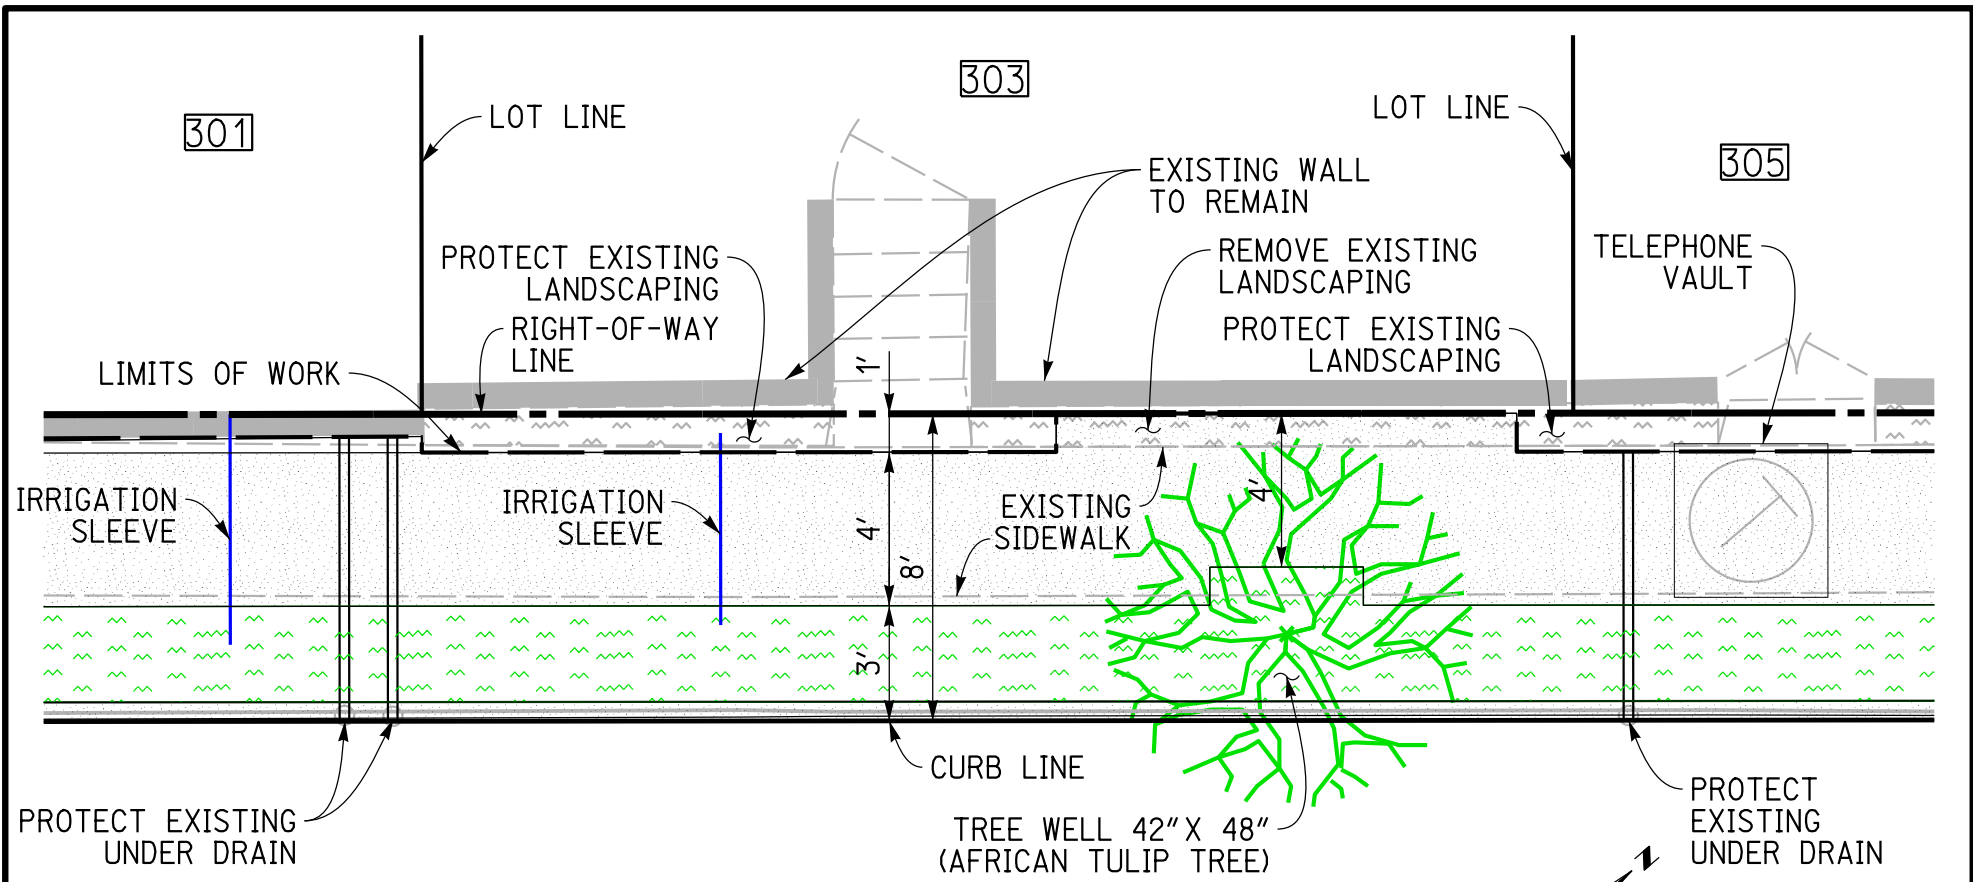 303
LOT LINE
LOT LINE
301
305
EXISTING WALL
TO REMAIN
PROTECT EXISTING
LANDSCAPING
REMOVE EXISTING
LANDSCAPING
TELEPHONE
VAULT
RIGHT-OF-WAY
LINE
PROTECT EXISTING
LANDSCAPING
LIMITS OF WORK
1'
IRRIGATION
SLEEVE
IRRIGATION
SLEEVE
EXISTING
SIDEWALK
4'
4'
8'
3'
CURB LINE
PROTECT EXISTING
UNDER DRAIN
TREE WELL 42" X 48"
(AFRICAN TULIP TREE)
PROTECT
EXISTING
UNDER DRAIN
N